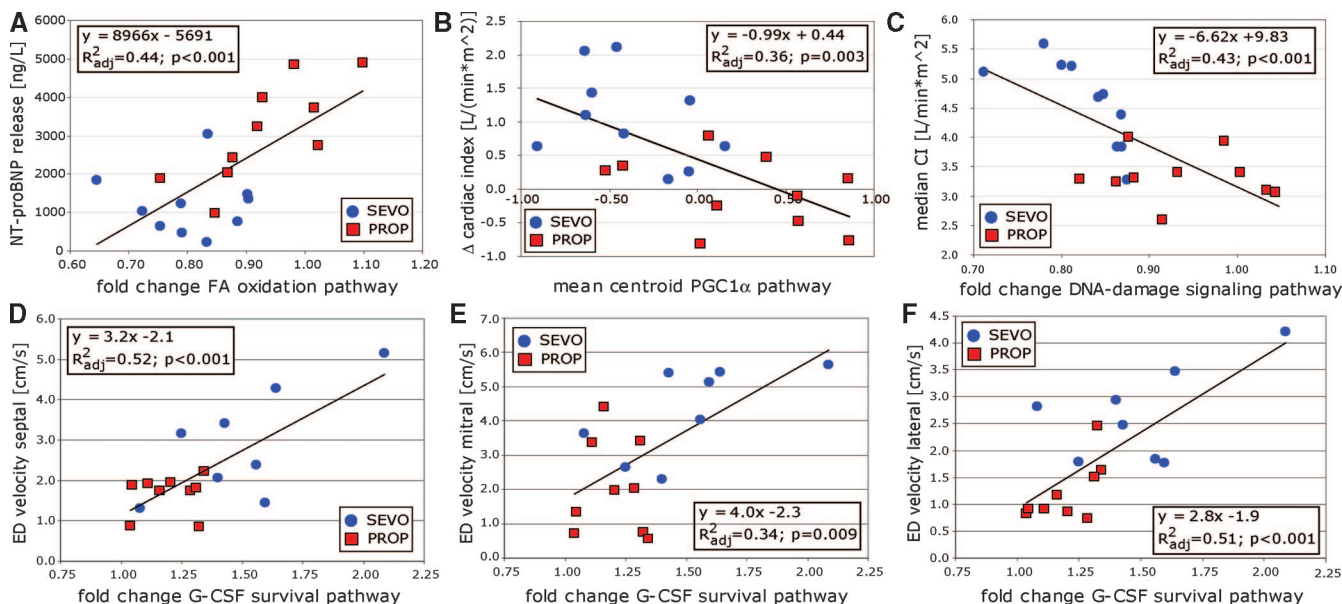 A
y = 8966x - 5691
R²adj=0.44; p<0.001
NT-proBNP release [ng/L]
6000
5000
4000
3000
2000
1000
0
0.60 0.70 0.80 0.90 1.00 1.10 1.20
SEVO
PROP
fold change FA oxidation pathway
B
y = -0.99x + 0.44
R²adj=0.36; p=0.003
Δ cardiac index [L/(min*m^2)]
2.5
2.0
1.5
1.0
0.5
0.0
-0.5
-1.0
-1.00 -0.50 0.00 0.50 1.00
SEVO
PROP
mean centroid PGC1α pathway
C
y = -6.62x +9.83
R²adj=0.43; p<0.001
median CI [L/min*m^2]
6.0
5.5
5.0
4.5
4.0
3.5
3.0
2.5
2.0
0.70 0.80 0.90 1.00 1.10
SEVO
PROP
fold change DNA-damage signaling pathway
D
y = 3.2x -2.1
R²adj=0.52; p<0.001
ED velocity septal [cm/s]
6.0
5.0
4.0
3.0
2.0
1.0
0.0
0.75 1.00 1.25 1.50 1.75 2.00 2.25
SEVO
PROP
fold change G-CSF survival pathway
E
SEVO
PROP
ED velocity mitral [cm/s]
7.0
6.0
5.0
4.0
3.0
2.0
1.0
0.0
y = 4.0x -2.3
R²adj=0.34; p=0.009
0.75 1.00 1.25 1.50 1.75 2.00 2.25
fold change G-CSF survival pathway
F
SEVO
PROP
ED velocity lateral [cm/s]
4.5
4.0
3.5
3.0
2.5
2.0
1.5
1.0
0.5
0.0
y = 2.8x -1.9
R²adj=0.51; p<0.001
0.75 1.00 1.25 1.50 1.75 2.00 2.25
fold change G-CSF survival pathway